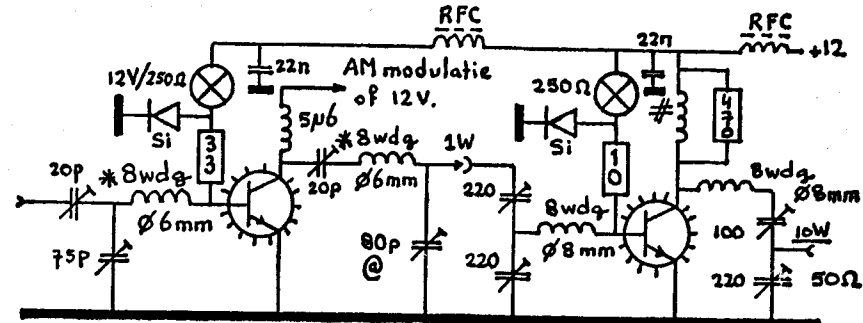 RFC
RFC
+12
22n
22n
12V/250Ω
AM modulatie
of 12V.
250Ω
Si
33
5µ6
Si
10
#
470
20p
*8wdg
Ø6mm
75p
*8wdg
20p
Ø6mm
1W
80p
@
220
220
8wdg
Ø8mm
8wdg
Ø8mm
100
10W
220
50Ω